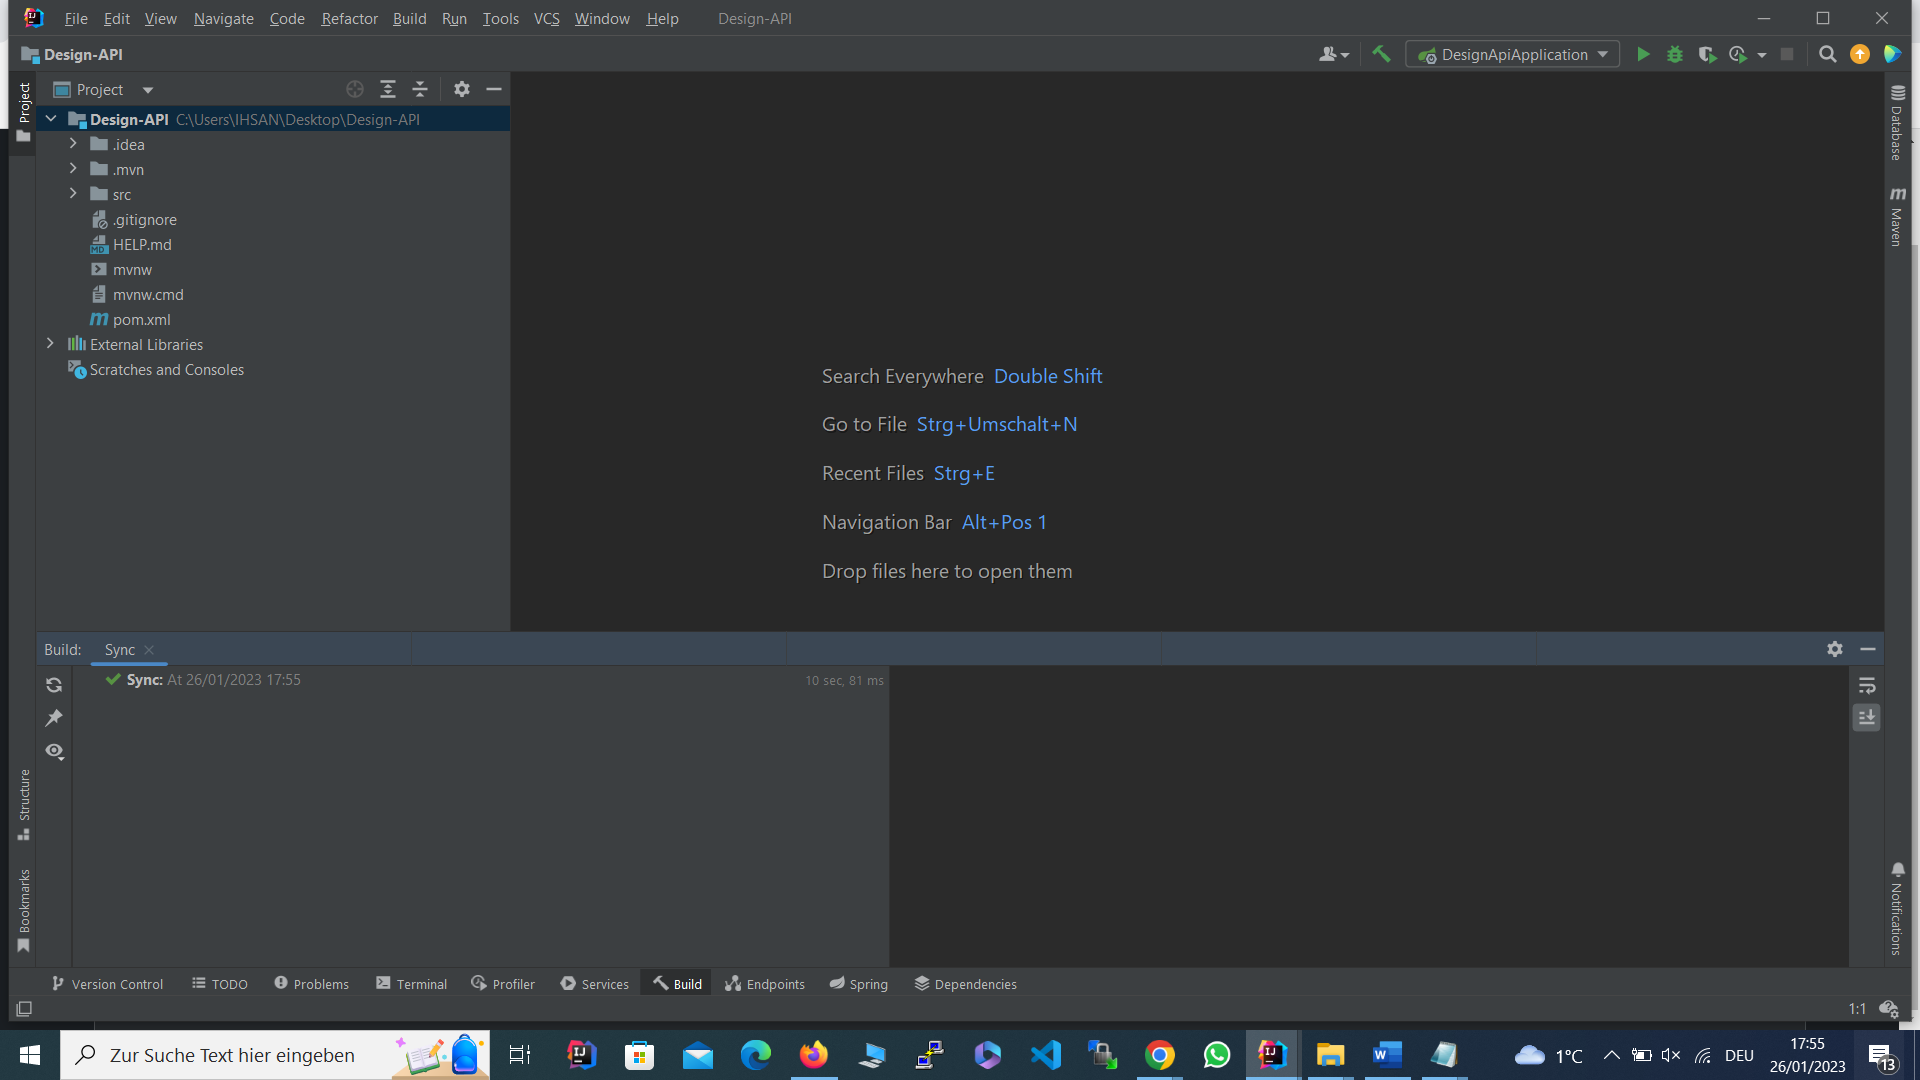 File Edit View Navigate Code Refactor Build Run Tools VCS Window Help Design-API
Design-API
DesignApiApplication
Project
Project
Design-API C:\Users\IHSAN\Desktop\Design-API
.idea
.mvn
src
.gitignore
HELP.md
mvnw
mvnw.cmd
pom.xml
External Libraries
Scratches and Consoles
Search Everywhere Double Shift
Go to File Strg+Umschalt+N
Recent Files Strg+E
Navigation Bar Alt+Pos 1
Drop files here to open them
Database
Maven
Build: Sync
Sync: At 26/01/2023 17:55 10 sec, 81 ms
Structure
Bookmarks
Notifications
Version Control TODO Problems Terminal Profiler Services Build Endpoints Spring Dependencies
1:1
Zur Suche Text hier eingeben
1°C
DEU
17:55
26/01/2023
13